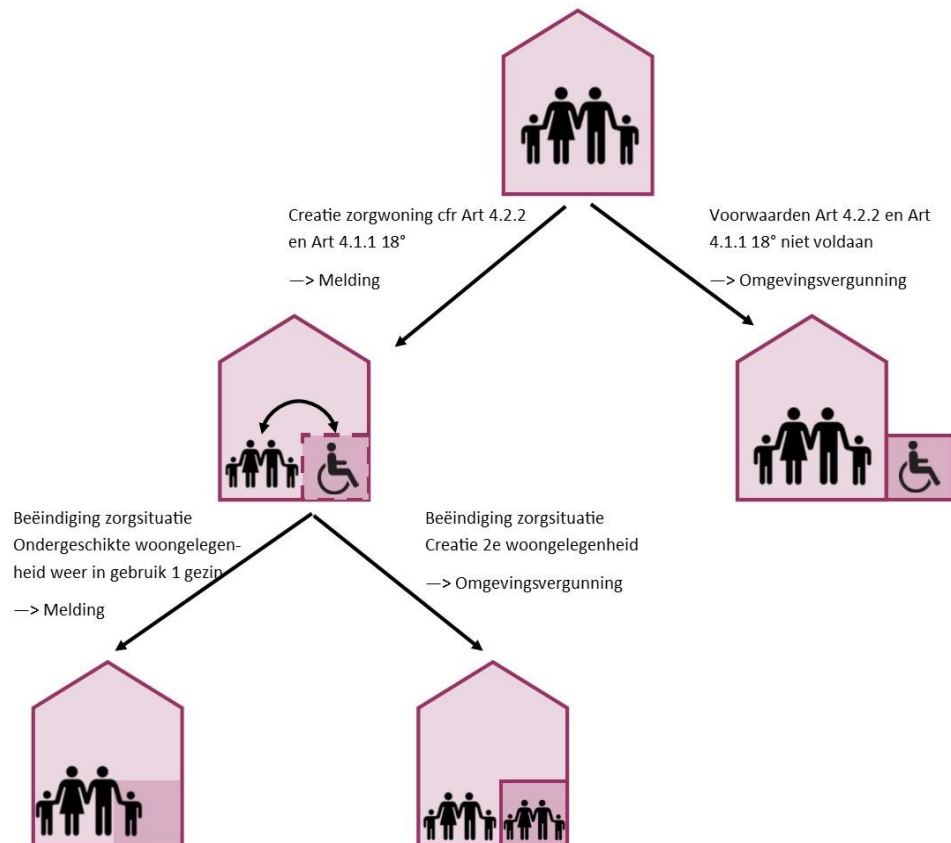 Creatie zorgwoning cfr Art 4.2.2
en Art 4.1.1 18°
—> Melding
Voorwaarden Art 4.2.2 en Art
4.1.1 18° niet voldaan
—> Omgevingsvergunning
Beëindiging zorgsituatie
Ondergeschikte woongelegen-
heid weer in gebruik 1 gezin
—> Melding
Beëindiging zorgsituatie
Creatie 2e woongelegenheid
—> Omgevingsvergunning